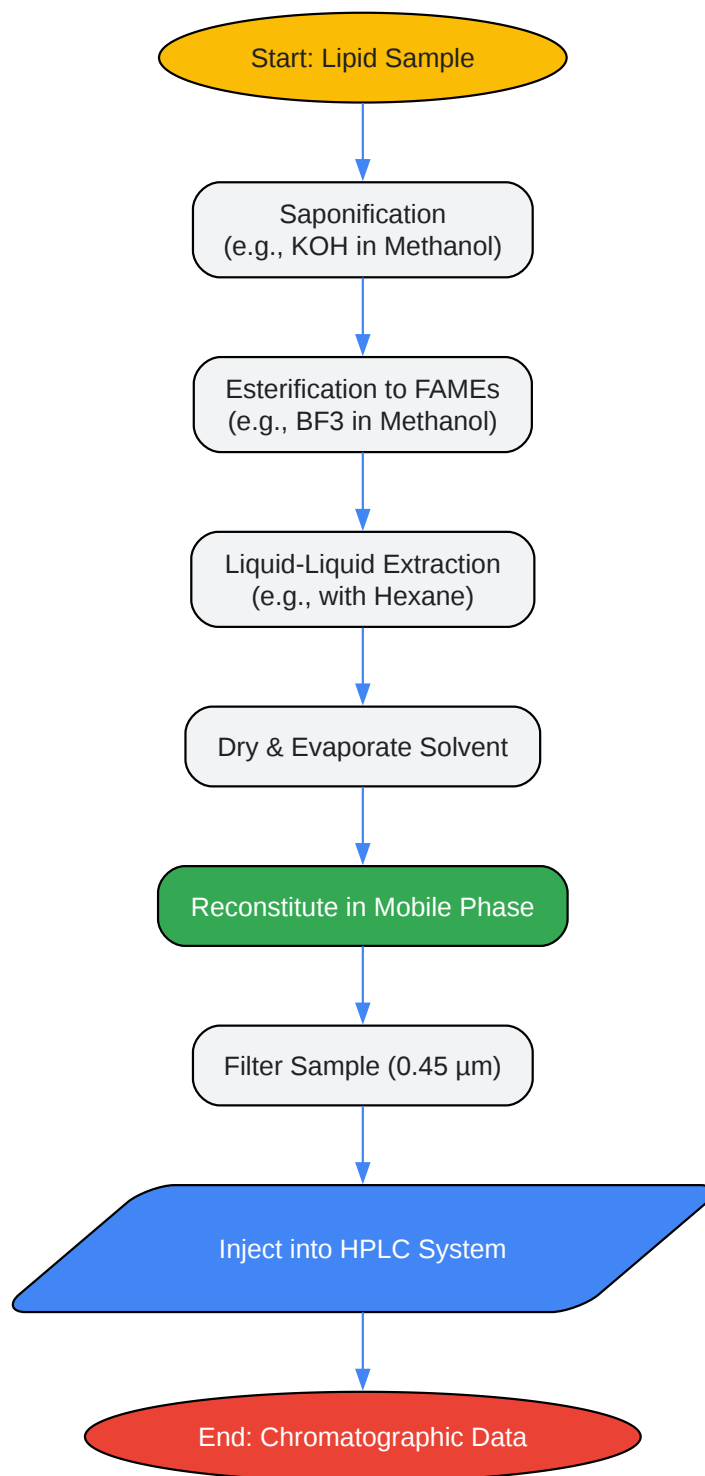 Start: Lipid Sample
Saponification
(e.g., KOH in Methanol)
Esterification to FAMEs
(e.g., BF3 in Methanol)
Liquid-Liquid Extraction
(e.g., with Hexane)
Dry & Evaporate Solvent
Reconstitute in Mobile Phase
Filter Sample (0.45 µm)
Inject into HPLC System
End: Chromatographic Data